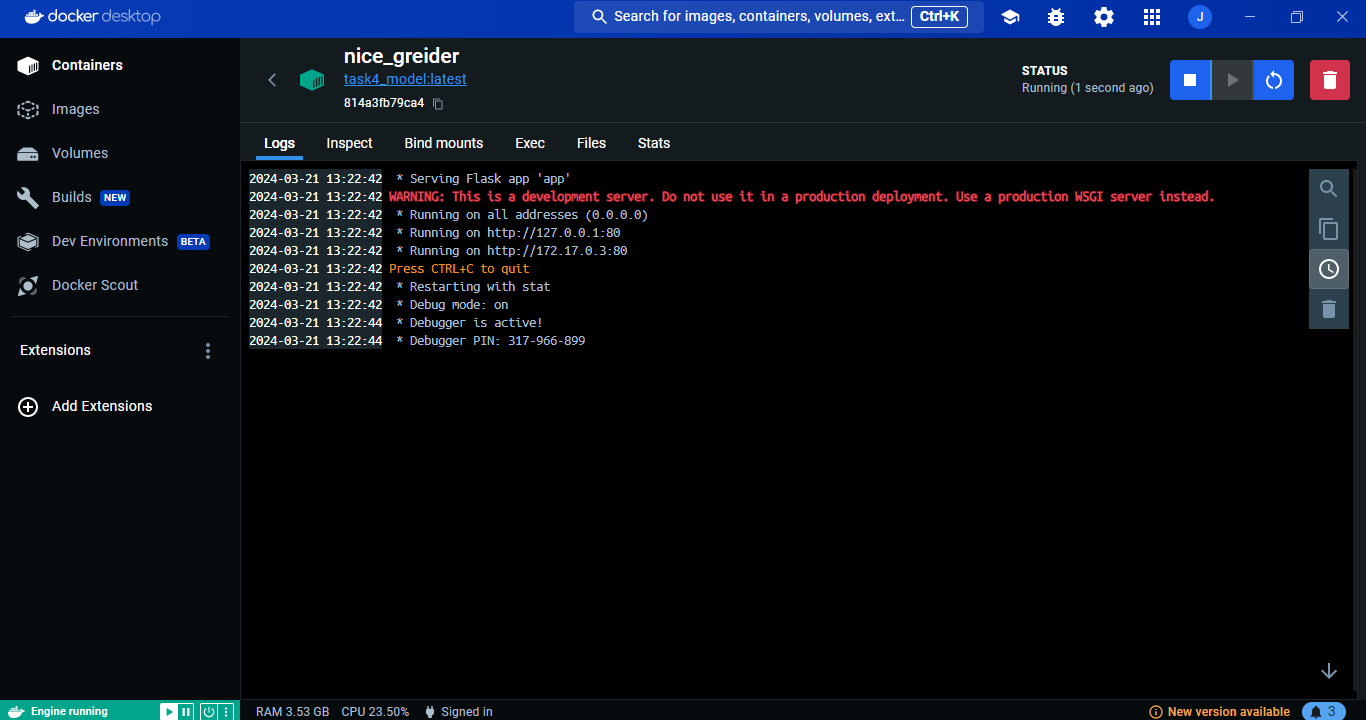 docker desktop
Search for images, containers, volumes, ext... Ctrl+K
J
Containers
Images
Volumes
Builds NEW
Dev Environments BETA
Docker Scout
Extensions
Add Extensions
nice_greider
task4_model:latest
814a3fb79ca4
STATUS
Running (1 second ago)
Logs Inspect Bind mounts Exec Files Stats
2024-03-21 13:22:42 * Serving Flask app 'app'
2024-03-21 13:22:42 WARNING: This is a development server. Do not use it in a production deployment. Use a production WSGI server instead.
2024-03-21 13:22:42 * Running on all addresses (0.0.0.0)
2024-03-21 13:22:42 * Running on http://127.0.0.1:80
2024-03-21 13:22:42 * Running on http://172.17.0.3:80
2024-03-21 13:22:42 Press CTRL+C to quit
2024-03-21 13:22:42 * Restarting with stat
2024-03-21 13:22:42 * Debug mode: on
2024-03-21 13:22:44 * Debugger is active!
2024-03-21 13:22:44 * Debugger PIN: 317-966-899
Engine running
RAM 3.53 GB CPU 23.50% Signed in
New version available 3